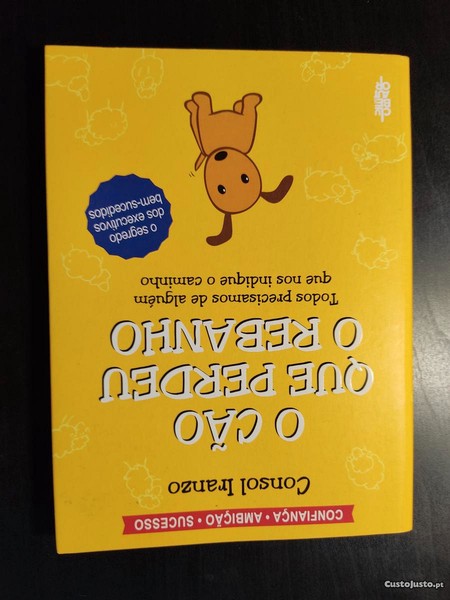 CONFIANÇA • AMBIÇÃO • SUCESSO
Consol Iranzo
O CÃO
QUE PERDEU
O REBANHO
Todos precisamos de alguém
que nos indique o caminho
o segredo
dos executivos
bem-sucedidos
CustoJusto.pt